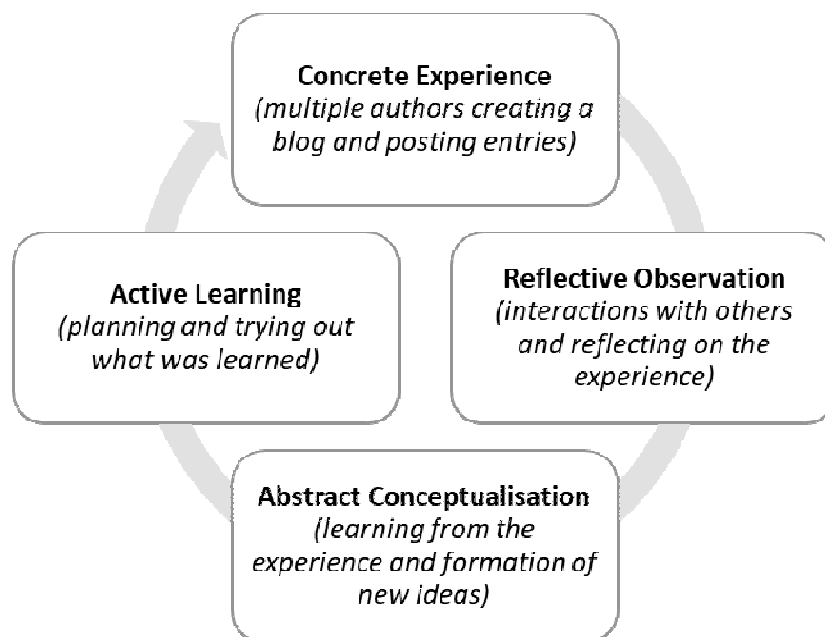 Concrete Experience
(multiple authors creating a
blog and posting entries)
Reflective Observation
(interactions with others
and reflecting on the
experience)
Abstract Conceptualisation
(learning from the
experience and formation of
new ideas)
Active Learning
(planning and trying out
what was learned)